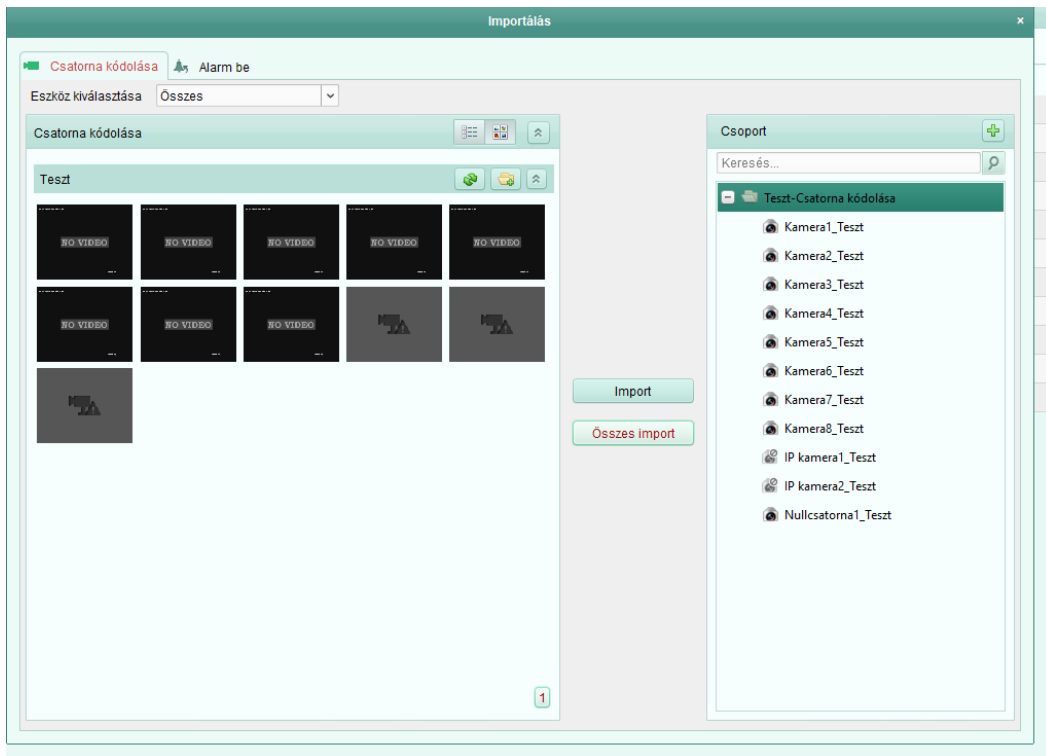 Importálás
Csatorna kódolása
Alarm be
Eszköz kiválasztása
Összes
Csatorna kódolása
Teszt
NO VIDEO
NO VIDEO
NO VIDEO
NO VIDEO
NO VIDEO
NO VIDEO
NO VIDEO
NO VIDEO
1
Import
Összes import
Csoport
Keresés...
Teszt-Csatorna kódolása
Kamera1_Teszt
Kamera2_Teszt
Kamera3_Teszt
Kamera4_Teszt
Kamera5_Teszt
Kamera6_Teszt
Kamera7_Teszt
Kamera8_Teszt
IP kamera1_Teszt
IP kamera2_Teszt
Nullcsatorna1_Teszt